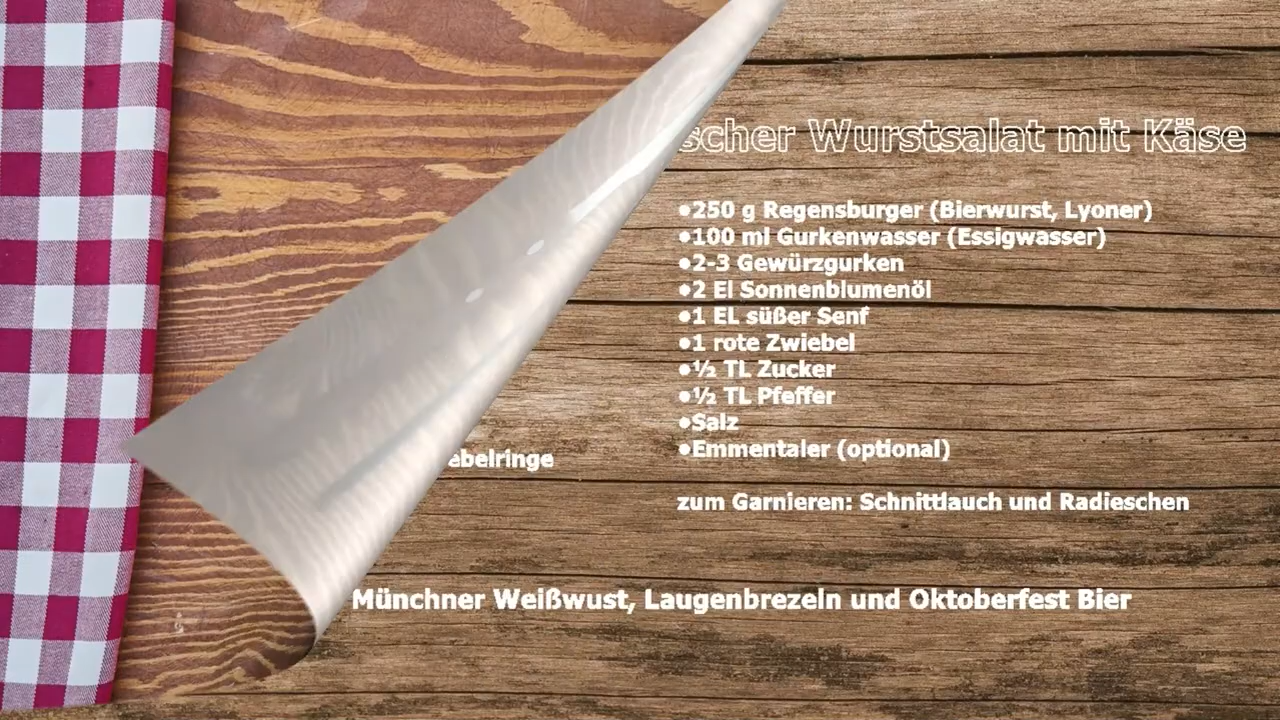 scher Wurstsalat mit Käse
•250 g Regensburger (Bierwurst, Lyoner)
•100 ml Gurkenwasser (Essigwasser)
•2-3 Gewürzgurken
•2 El Sonnenblumenöl
•1 EL süßer Senf
•1 rote Zwiebel
•½ TL Zucker
•½ TL Pfeffer
•Salz
•Emmentaler (optional)
ebelringe
zum Garnieren: Schnittlauch und Radieschen
Münchner Weißwust, Laugenbrezeln und Oktoberfest Bier